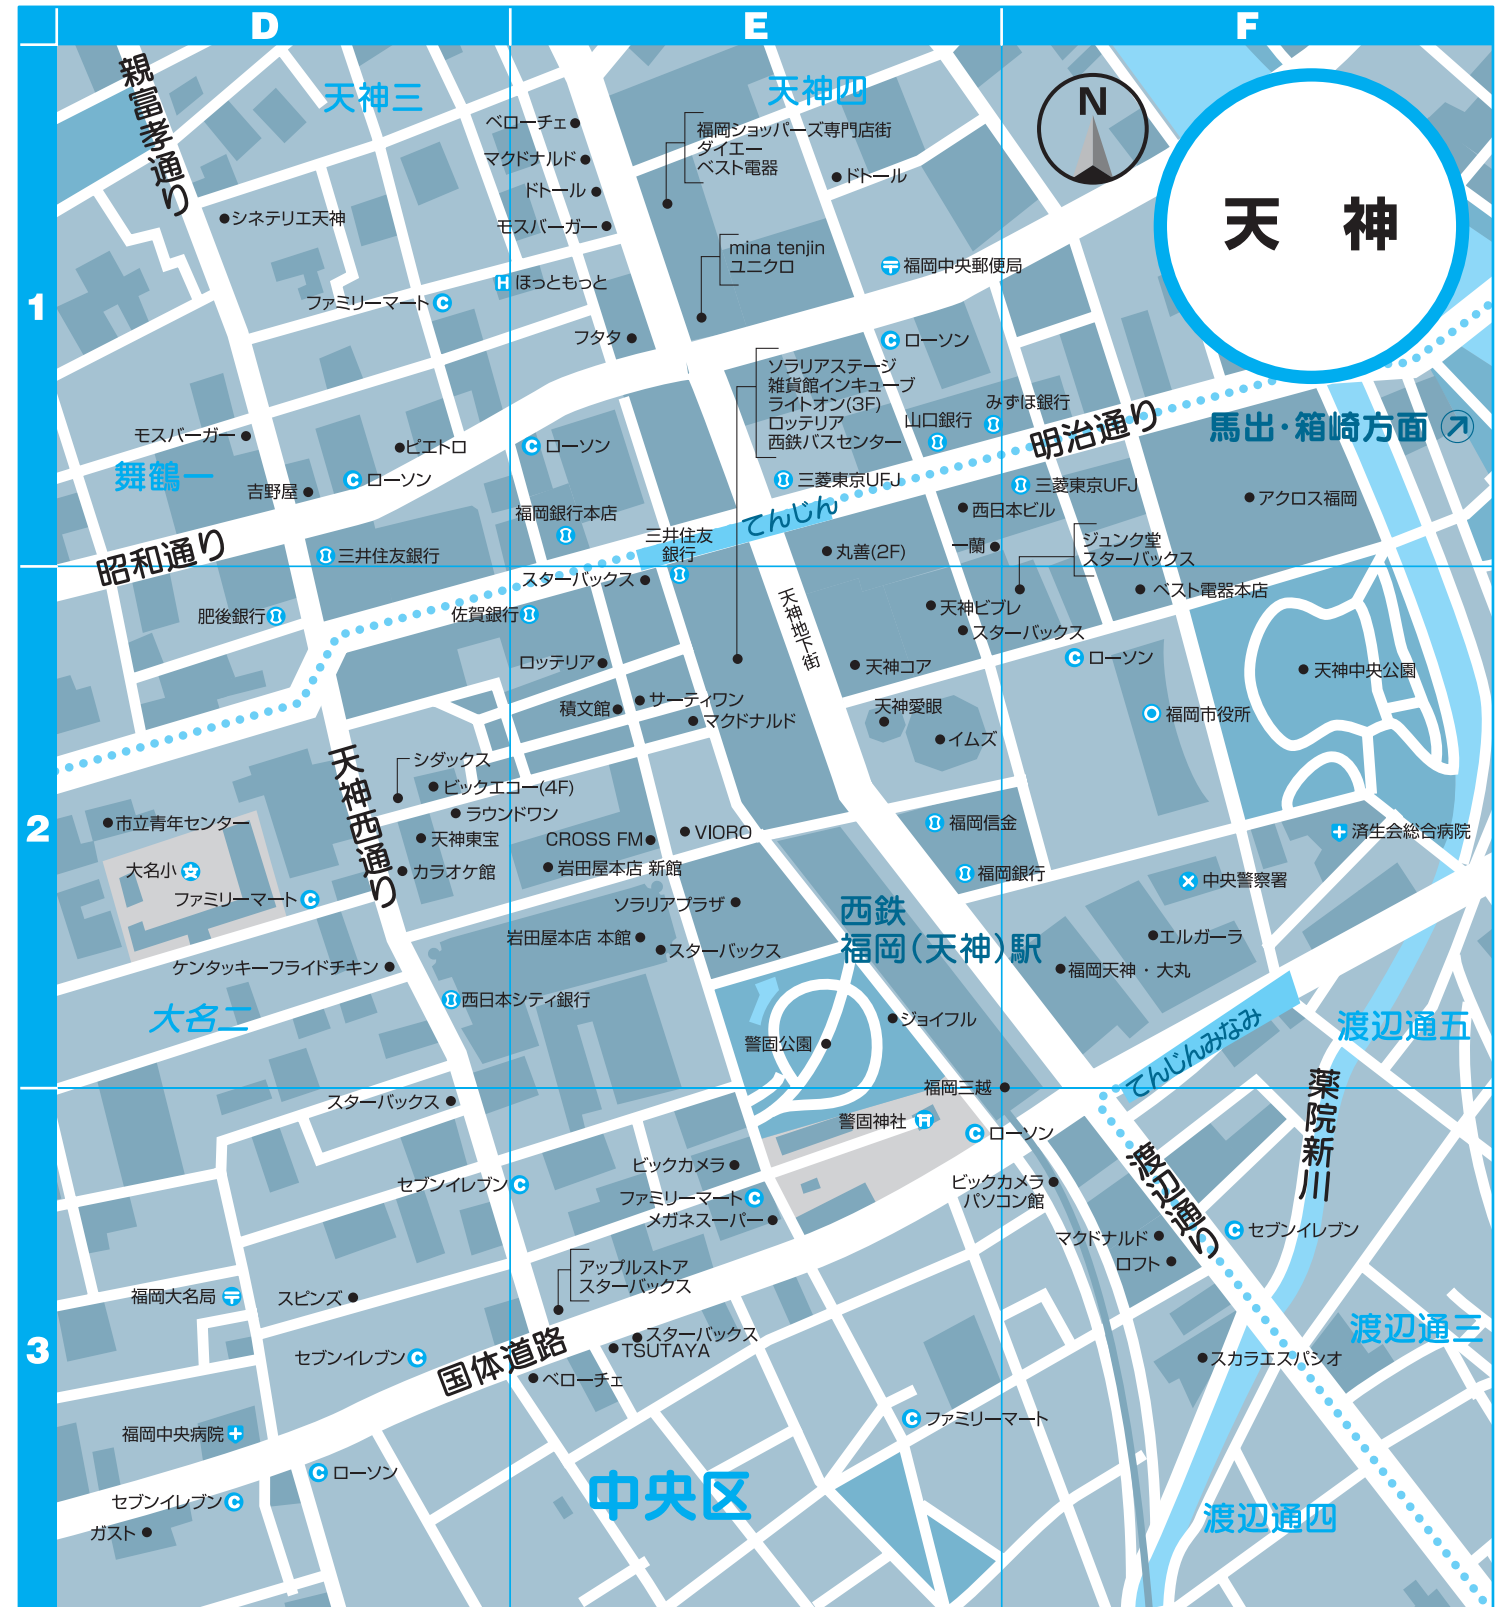 D
E
F
1
2
3
天　神
N
親富孝通り
天神三
天神四
ベローチェ
マクドナルド
ドトール
モスバーガー
福岡ショッパーズ専門店街
ダイエー
ベスト電器
ドトール
シネテリエ天神
mina tenjin
ユニクロ
福岡中央郵便局
H
ほっともっと
ファミリーマート C
フタタ
C ローソン
ソラリアステージ
雑貨館インキューブ
ライトオン(3F)
ロッテリア
西鉄バスセンター
みずほ銀行
山口銀行
明治通り
馬出・箱崎方面
モスバーガー
ピエトロ
舞鶴一
C ローソン
C ローソン
吉野屋
三菱東京UFJ
三菱東京UFJ
アクロス福岡
福岡銀行本店
てんじん
西日本ビル
三井住友
銀行
昭和通り
三井住友銀行
丸善(2F)
一蘭
ジュンク堂
スターバックス
スターバックス
ベスト電器本店
肥後銀行
佐賀銀行
天神地下街
天神ビブレ
スターバックス
ロッテリア
天神コア
C ローソン
天神中央公園
積文館
サーティワン
マクドナルド
天神愛眼
福岡市役所
イムズ
天神西通り
シダックス
ビックエコー(4F)
ラウンドワン
市立青年センター
天神東宝
CROSS FM
VIORO
福岡信金
済生会総合病院
大名小 文
カラオケ館
岩田屋本店 新館
福岡銀行
中央警察署
ファミリーマート C
ソラリアプラザ
西鉄
福岡(天神)駅
岩田屋本店 本館
スターバックス
エルガーラ
ケンタッキーフライドチキン
福岡天神・大丸
大名二
西日本シティ銀行
ジョイフル
渡辺通五
警固公園
てんじんみなみ
福岡三越
薬院新川
スターバックス
警固神社
C ローソン
渡辺通り
ビックカメラ
セブンイレブン C
ファミリーマート C
ビックカメラ
パソコン館
メガネスーパー
マクドナルド
C セブンイレブン
ロフト
アップルストア
スターバックス
福岡大名局
スピンズ
国体道路
スターバックス
TSUTAYA
渡辺通三
セブンイレブン C
ベローチェ
スカラエスパシオ
福岡中央病院
C ファミリーマート
C ローソン
中央区
セブンイレブン C
ガスト
渡辺通四